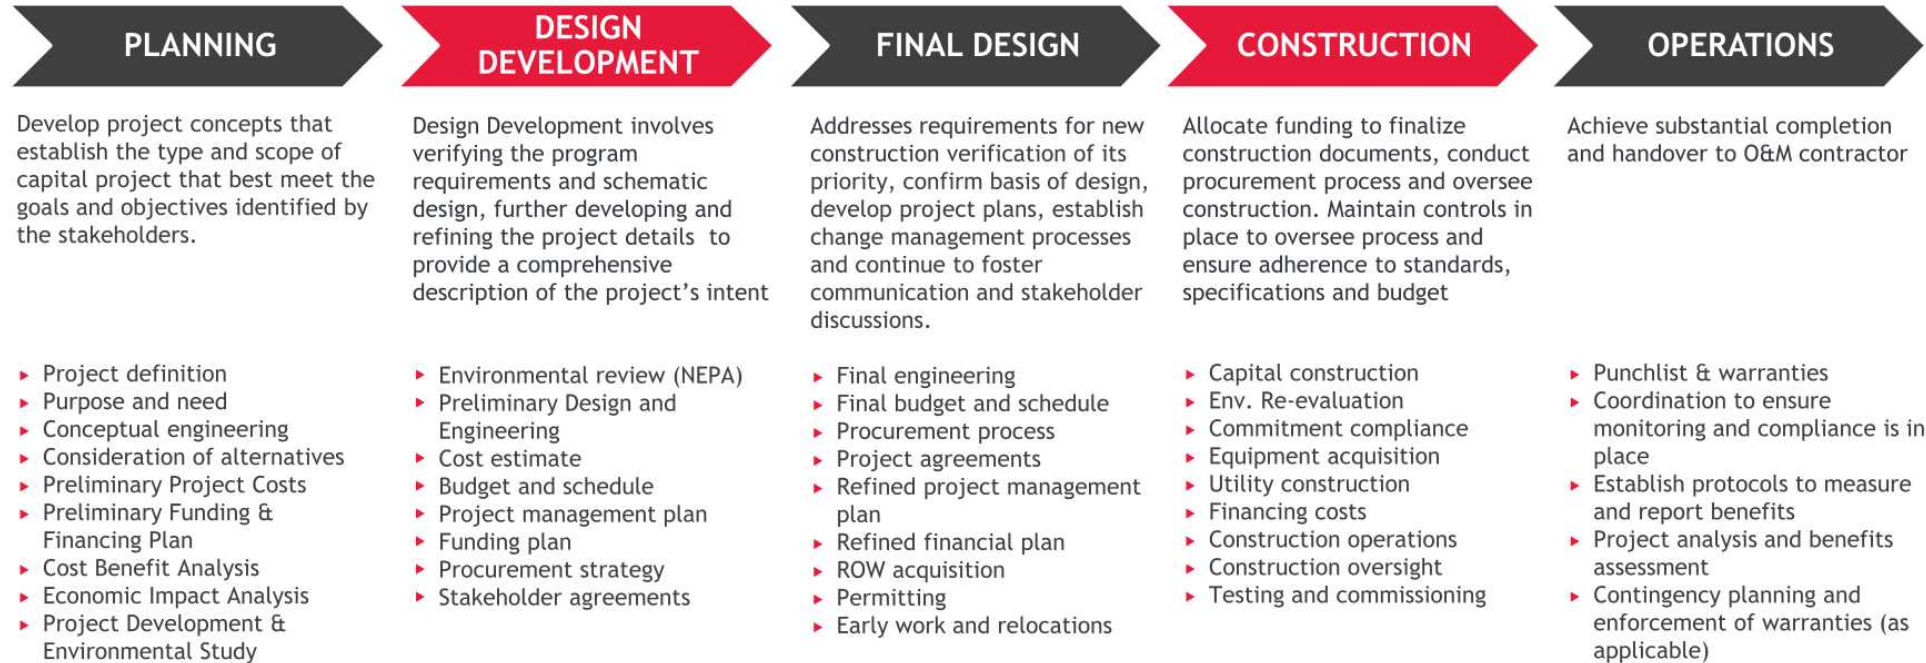 PLANNING
DESIGN
DEVELOPMENT
FINAL DESIGN
CONSTRUCTION
OPERATIONS
Develop project concepts that
establish the type and scope of
capital project that best meet the
goals and objectives identified by
the stakeholders.
Design Development involves
verifying the program
requirements and schematic
design, further developing and
refining the project details to
provide a comprehensive
description of the project’s intent
Addresses requirements for new
construction verification of its
priority, confirm basis of design,
develop project plans, establish
change management processes
and continue to foster
communication and stakeholder
discussions.
Allocate funding to finalize
construction documents, conduct
procurement process and oversee
construction. Maintain controls in
place to oversee process and
ensure adherence to standards,
specifications and budget
Achieve substantial completion
and handover to O&M contractor
Project definition
Purpose and need
Conceptual engineering
Consideration of alternatives
Preliminary Project Costs
Preliminary Funding &
Financing Plan
Cost Benefit Analysis
Economic Impact Analysis
Project Development &
Environmental Study
Environmental review (NEPA)
Preliminary Design and
Engineering
Cost estimate
Budget and schedule
Project management plan
Funding plan
Procurement strategy
Stakeholder agreements
Final engineering
Final budget and schedule
Procurement process
Project agreements
Refined project management
plan
Refined financial plan
ROW acquisition
Permitting
Early work and relocations
Capital construction
Env. Re-evaluation
Commitment compliance
Equipment acquisition
Utility construction
Financing costs
Construction operations
Construction oversight
Testing and commissioning
Punchlist & warranties
Coordination to ensure
monitoring and compliance is in
place
Establish protocols to measure
and report benefits
Project analysis and benefits
assessment
Contingency planning and
enforcement of warranties (as
applicable)